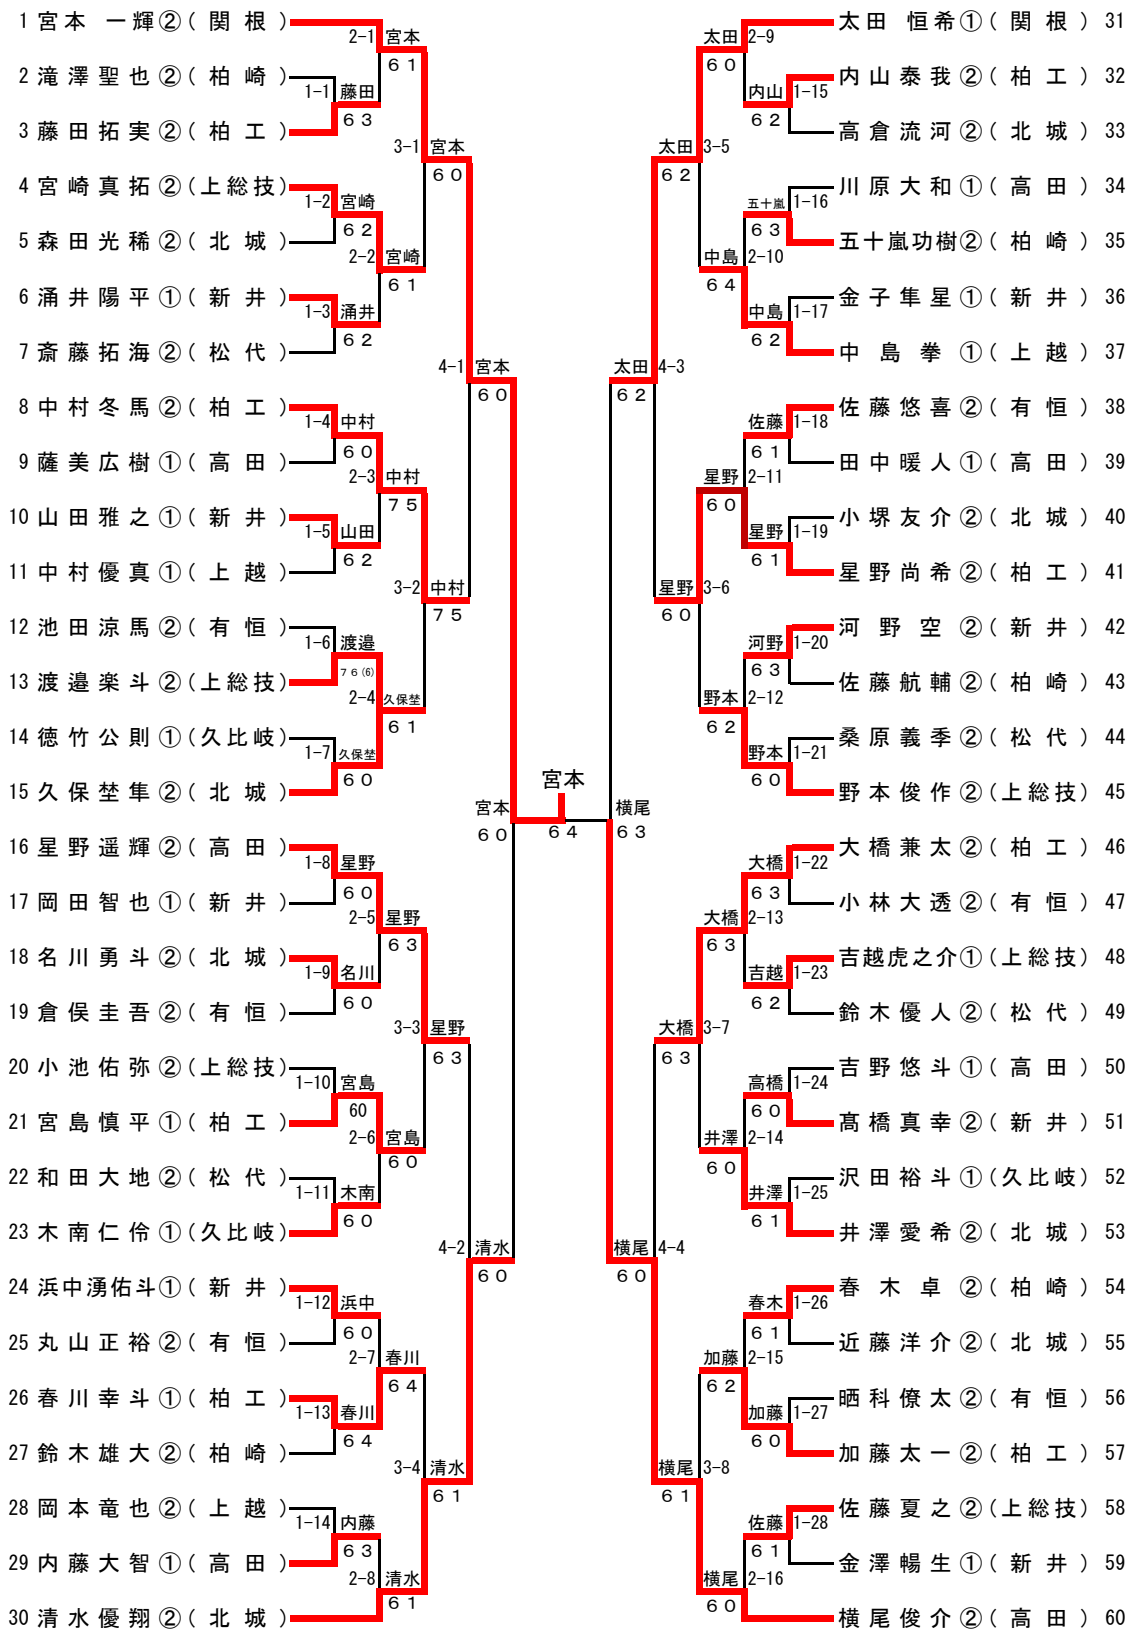 1 宮本 一輝②( 関根 )
2-1 宮本
6 1
2 滝澤聖也②( 柏崎 )
1-1 藤田
6 3
3 藤田拓実②( 柏工 )
3-1 宮本
6 0
4 宮崎真拓②(上総技)
1-2 宮崎
6 2
5 森田光稀②( 北城 )
2-2 宮崎
6 1
6 涌井陽平①( 新井 )
1-3 涌井
6 2
7 斎藤拓海②( 松代 )
4-1 宮本
6 0
8 中村冬馬②( 柏工 )
1-4 中村
6 0
9 薩美広樹①( 高田 )
2-3 中村
7 5
10 山田雅之①( 新井 )
1-5 山田
6 2
11 中村優真①( 上越 )
3-2 中村
7 5
12 池田涼馬②( 有恒 )
1-6 渡邉
7 6 (6)
13 渡邉楽斗②(上総技)
2-4 久保埜
6 1
14 徳竹公則①(久比岐)
1-7 久保埜
6 0
15 久保埜隼②( 北城 )
宮本
6 0
宮本
6 4
16 星野遥輝②( 高田 )
1-8 星野
6 0
17 岡田智也①( 新井 )
2-5 星野
6 3
18 名川勇斗②( 北城 )
1-9 名川
6 0
19 倉俣圭吾②( 有恒 )
3-3 星野
6 3
20 小池佑弥②(上総技)
1-10 宮島
60
21 宮島慎平①( 柏工 )
2-6 宮島
6 0
22 和田大地②( 松代 )
1-11 木南
6 0
23 木南仁伶①(久比岐)
4-2 清水
6 0
24 浜中湧佑斗①( 新井 )
1-12 浜中
6 0
25 丸山正裕②( 有恒 )
2-7 春川
6 4
26 春川幸斗①( 柏工 )
1-13 春川
6 4
27 鈴木雄大②( 柏崎 )
3-4 清水
6 1
28 岡本竜也②( 上越 )
1-14 内藤
6 3
29 内藤大智①( 高田 )
2-8 清水
6 1
30 清水優翔②( 北城 )
太田 恒希①( 関根 ) 31
太田 2-9
6 0
内山泰我②( 柏工 ) 32
内山 1-15
6 2
高倉流河②( 北城 ) 33
太田 3-5
6 2
川原大和①( 高田 ) 34
五十嵐 1-16
6 3
五十嵐功樹②( 柏崎 ) 35
中島 2-10
6 4
金子隼星①( 新井 ) 36
中島 1-17
6 2
中島拳①( 上越 ) 37
太田 4-3
6 2
佐藤悠喜②( 有恒 ) 38
佐藤 1-18
6 1
田中暖人①( 高田 ) 39
星野 2-11
6 0
小堺友介②( 北城 ) 40
星野 1-19
6 1
星野尚希②( 柏工 ) 41
星野 3-6
6 0
河野空②( 新井 ) 42
河野 1-20
6 3
佐藤航輔②( 柏崎 ) 43
野本 2-12
6 2
桑原義季②( 松代 ) 44
野本 1-21
6 0
野本俊作②(上総技) 45
横尾
6 3
大橋兼太②( 柏工 ) 46
大橋 1-22
6 3
小林大透②( 有恒 ) 47
大橋 2-13
6 3
吉越虎之介①(上総技) 48
吉越 1-23
6 2
鈴木優人②( 松代 ) 49
大橋 3-7
6 3
吉野悠斗①( 高田 ) 50
高橋 1-24
6 0
髙橋真幸②( 新井 ) 51
井澤 2-14
6 0
沢田裕斗①(久比岐) 52
井澤 1-25
6 1
井澤愛希②( 北城 ) 53
横尾 4-4
6 0
春木卓②( 柏崎 ) 54
春木 1-26
6 1
近藤洋介②( 北城 ) 55
加藤 2-15
6 2
晒科僚太②( 有恒 ) 56
加藤 1-27
6 0
加藤太一②( 柏工 ) 57
横尾 3-8
6 1
佐藤夏之②(上総技) 58
佐藤 1-28
6 1
金澤暢生①( 新井 ) 59
横尾 2-16
6 0
横尾俊介②( 高田 ) 60